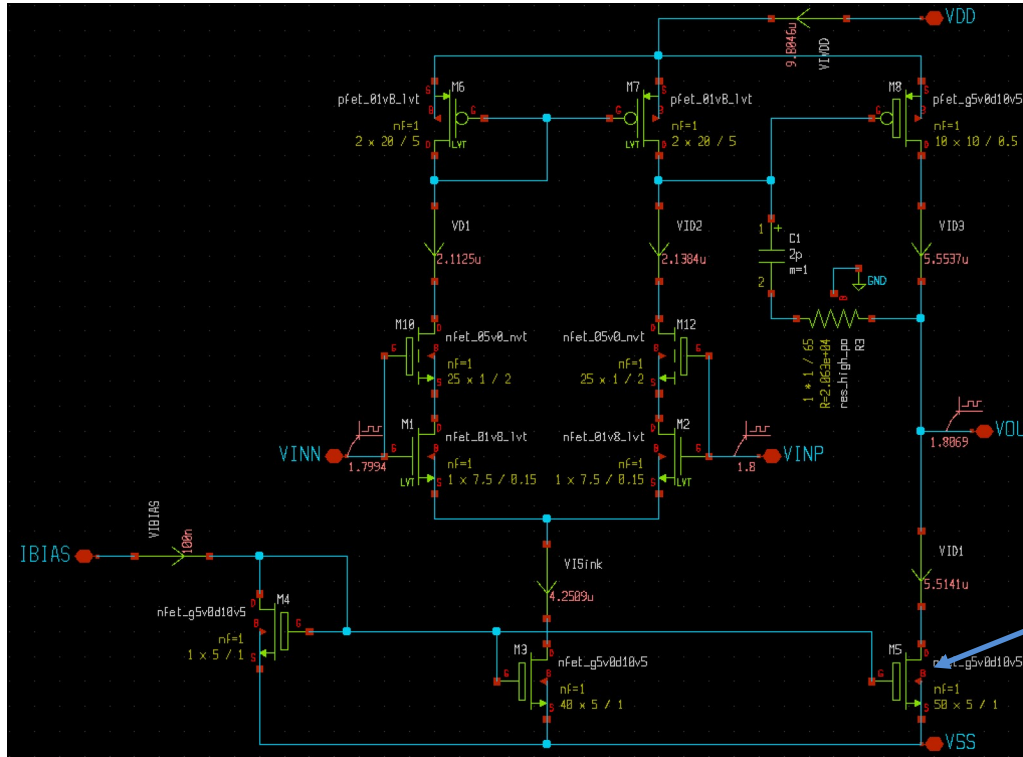 VDD
9.8046u
VIVDD
M6
pfet_01v8_lvt
nf=1
2 x 20 / 5
S
B
D
G
LVT
M7
pfet_01v8_lvt
nf=1
2 x 20 / 5
S
B
D
G
LVT
M8
pfet_g5v0d10v5
nf=1
10 x 10 / 0.5
S
B
D
G
VD1
2.1125u
VID2
2.1384u
VID3
5.5537u
1
+
C1
2p
m=1
2
GND
B
1 * 1 / 65
R=2.063e+04
res_high_po
R3
M10
nfet_05v0_nvt
nf=1
25 x 1 / 2
D
G
B
S
M12
nfet_05v0_nvt
nf=1
25 x 1 / 2
D
G
B
S
M1
nfet_01v8_lvt
nf=1
1 x 7.5 / 0.15
D
G
B
S
LVT
M2
nfet_01v8_lvt
nf=1
1 x 7.5 / 0.15
D
G
B
S
LVT
VINN
1.7994
VINP
1.8
VOU
1.8069
IBIAS
VIBIAS
100n
VISink
4.2509u
VID1
5.5141u
M4
nfet_g5v0d10v5
nf=1
1 x 5 / 1
D
G
B
S
M3
nfet_g5v0d10v5
nf=1
40 x 5 / 1
D
G
B
S
M5
nfet_g5v0d10v5
nf=1
50 x 5 / 1
D
G
B
S
VSS